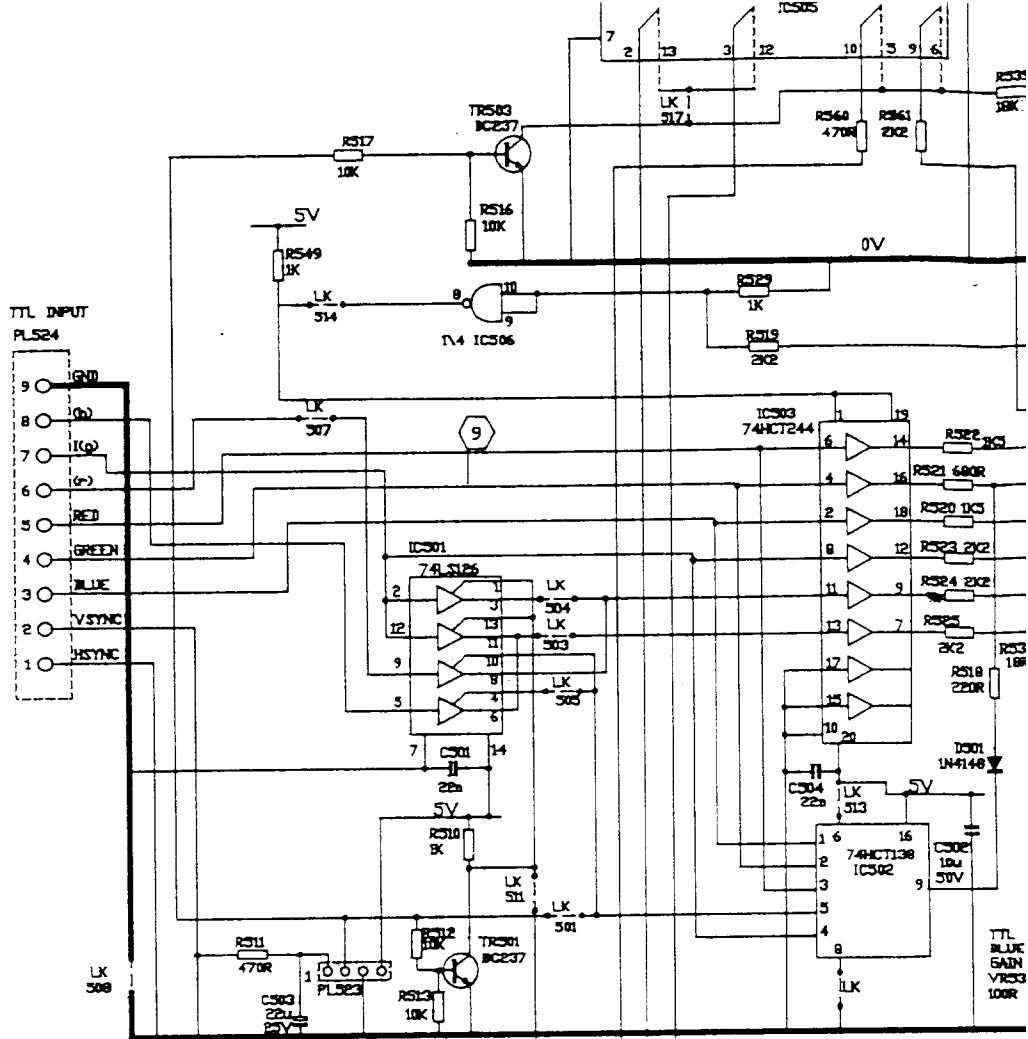 IC505
7
2
13
3
12
10
5
9
6
R535
18K
LK
517
TR503
BC237
R560
470R
R561
2K2
R517
10K
R516
10K
5V
0V
R549
1K
LK
514
8
10
9
1\4 IC506
R529
1K
R519
2K2
TTL INPUT
PL524
9
GND
8
(b)
7
I(g)
6
(r)
5
RED
4
GREEN
3
BLUE
2
VSYNC
1
HSYNC
LK
507
9
IC503
74HCT244
1
19
6
14
R522
1K5
4
16
R521 680R
2
18
R520 1K5
8
12
R523 2K2
11
9
R524 2K2
13
7
R525
2K2
17
15
10
20
IC501
74LS126
2
1
3
12
13
11
9
10
8
5
4
6
7
14
LK
504
LK
503
LK
505
C501
22n
5V
R510
1K
LK
511
LK
501
R518
220R
18R
D501
1N4148
C504
22n
LK
513
5V
6
16
1
2
3
5
4
8
9
74HCT138
IC502
C502
10u
50V
LK
TTL
BLUE
GAIN
VR53
100R
LK
508
R511
470R
C503
22u
25V
1
PL523
R512
10K
R513
10K
TR501
BC237